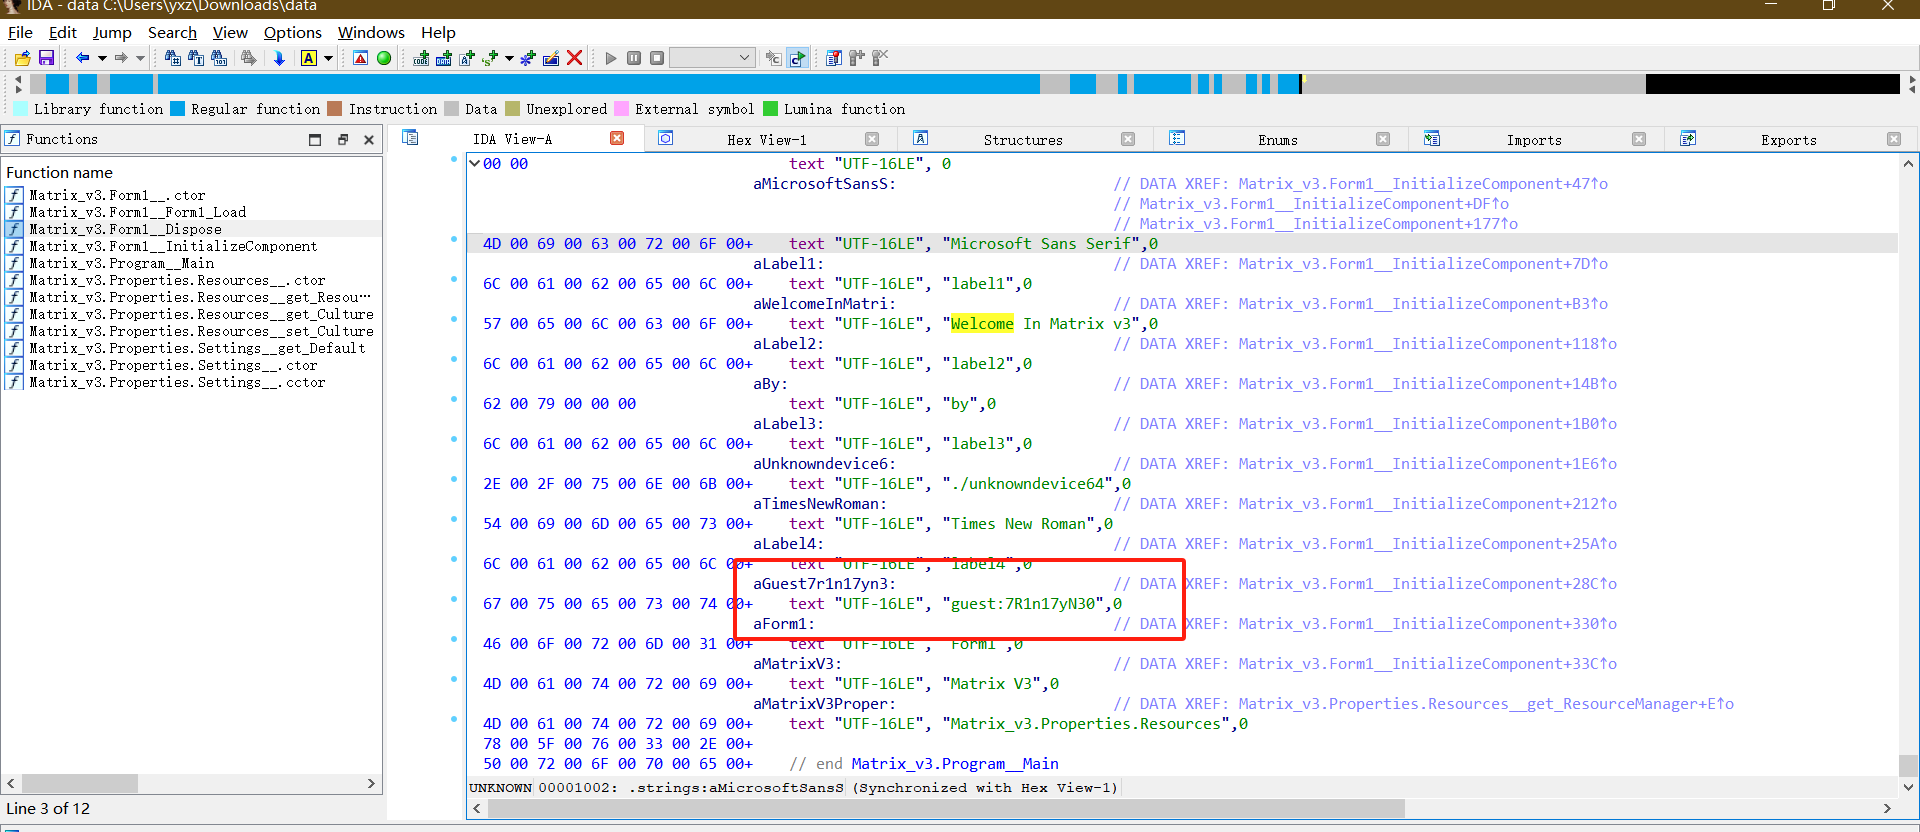 IDA - data C:\Users\yxz\Downloads\data
File Edit Jump Search View Options Windows Help
Library function Regular function Instruction Data Unexplored External symbol Lumina function
Functions
IDA View-A Hex View-1 Structures Enums Imports Exports
Function name
Matrix_v3.Form1__.ctor
Matrix_v3.Form1__Form1_Load
Matrix_v3.Form1__Dispose
Matrix_v3.Form1__InitializeComponent
Matrix_v3.Program__Main
Matrix_v3.Properties.Resources__.ctor
Matrix_v3.Properties.Resources__get_Resou…
Matrix_v3.Properties.Resources__get_Culture
Matrix_v3.Properties.Resources__set_Culture
Matrix_v3.Properties.Settings__get_Default
Matrix_v3.Properties.Settings__.ctor
Matrix_v3.Properties.Settings__.cctor
Line 3 of 12
00 00 text "UTF-16LE", 0
aMicrosoftSansS: // DATA XREF: Matrix_v3.Form1__InitializeComponent+47↑o
// Matrix_v3.Form1__InitializeComponent+DF↑o
// Matrix_v3.Form1__InitializeComponent+177↑o
4D 00 69 00 63 00 72 00 6F 00+ text "UTF-16LE", "Microsoft Sans Serif",0
aLabel1: // DATA XREF: Matrix_v3.Form1__InitializeComponent+7D↑o
6C 00 61 00 62 00 65 00 6C 00+ text "UTF-16LE", "label1",0
aWelcomeInMatri: // DATA XREF: Matrix_v3.Form1__InitializeComponent+B3↑o
57 00 65 00 6C 00 63 00 6F 00+ text "UTF-16LE", "Welcome In Matrix v3",0
aLabel2: // DATA XREF: Matrix_v3.Form1__InitializeComponent+118↑o
6C 00 61 00 62 00 65 00 6C 00+ text "UTF-16LE", "label2",0
aBy: // DATA XREF: Matrix_v3.Form1__InitializeComponent+14B↑o
62 00 79 00 00 00 text "UTF-16LE", "by",0
aLabel3: // DATA XREF: Matrix_v3.Form1__InitializeComponent+1B0↑o
6C 00 61 00 62 00 65 00 6C 00+ text "UTF-16LE", "label3",0
aUnknowndevice6: // DATA XREF: Matrix_v3.Form1__InitializeComponent+1E6↑o
2E 00 2F 00 75 00 6E 00 6B 00+ text "UTF-16LE", "./unknowndevice64",0
aTimesNewRoman: // DATA XREF: Matrix_v3.Form1__InitializeComponent+212↑o
54 00 69 00 6D 00 65 00 73 00+ text "UTF-16LE", "Times New Roman",0
aLabel4: // DATA XREF: Matrix_v3.Form1__InitializeComponent+25A↑o
6C 00 61 00 62 00 65 00 6C 00+ text "UTF-16LE", "label4",0
aGuest7r1n17yn3: // DATA XREF: Matrix_v3.Form1__InitializeComponent+28C↑o
67 00 75 00 65 00 73 00 74 00+ text "UTF-16LE", "guest:7R1n17yN30",0
aForm1: // DATA XREF: Matrix_v3.Form1__InitializeComponent+330↑o
46 00 6F 00 72 00 6D 00 31 00+ text "UTF-16LE", "Form1",0
aMatrixV3: // DATA XREF: Matrix_v3.Form1__InitializeComponent+33C↑o
4D 00 61 00 74 00 72 00 69 00+ text "UTF-16LE", "Matrix V3",0
aMatrixV3Proper: // DATA XREF: Matrix_v3.Properties.Resources__get_ResourceManager+E↑o
4D 00 61 00 74 00 72 00 69 00+ text "UTF-16LE", "Matrix_v3.Properties.Resources",0
78 00 5F 00 76 00 33 00 2E 00+
50 00 72 00 6F 00 70 00 65 00+ // end Matrix_v3.Program__Main
UNKNOWN 00001002: .strings:aMicrosoftSansS (Synchronized with Hex View-1)